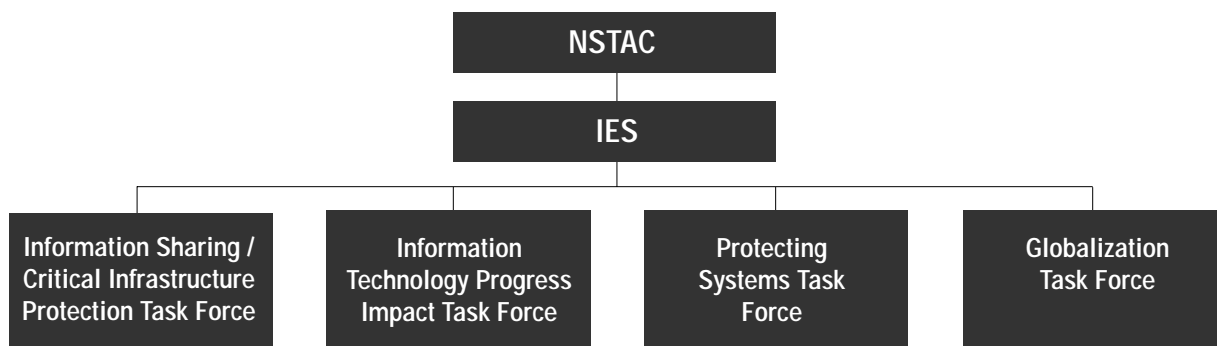 NSTAC
IES
Information Sharing /
Critical Infrastructure
Protection Task Force
Information
Technology Progress
Impact Task Force
Protecting
Systems Task
Force
Globalization
Task Force